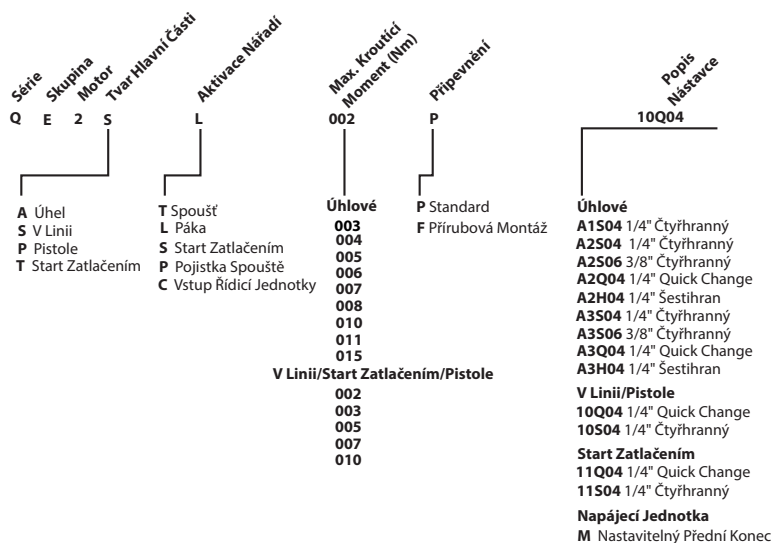 Série
Skupina
Motor
Tvar Hlavní Části
Aktivace Nářadí
Max. Kroutící
Moment (Nm)
Připevnění
Popis
Nástavce
Q E 2 S L 002 P 10Q04
A Úhel
S V Linii
P Pistole
T Start Zatlačením
T Spoušť
L Páka
S Start Zatlačením
P Pojistka Spouště
C Vstup Řídicí Jednotky
Úhlové
003
004
005
006
007
008
010
011
015
V Linii/Start Zatlačením/Pistole
002
003
005
007
010
P Standard
F Přírubová Montáž
Úhlové
A1S04 1/4" Čtyřhranný
A2S04 1/4" Čtyřhranný
A2S06 3/8" Čtyřhranný
A2Q04 1/4" Quick Change
A2H04 1/4" Šestihran
A3S04 1/4" Čtyřhranný
A3S06 3/8" Čtyřhranný
A3Q04 1/4" Quick Change
A3H04 1/4" Šestihran
V Linii/Pistole
10Q04 1/4" Quick Change
10S04 1/4" Čtyřhranný
Start Zatlačením
11Q04 1/4" Quick Change
11S04 1/4" Čtyřhranný
Napájecí Jednotka
M Nastavitelný Přední Konec